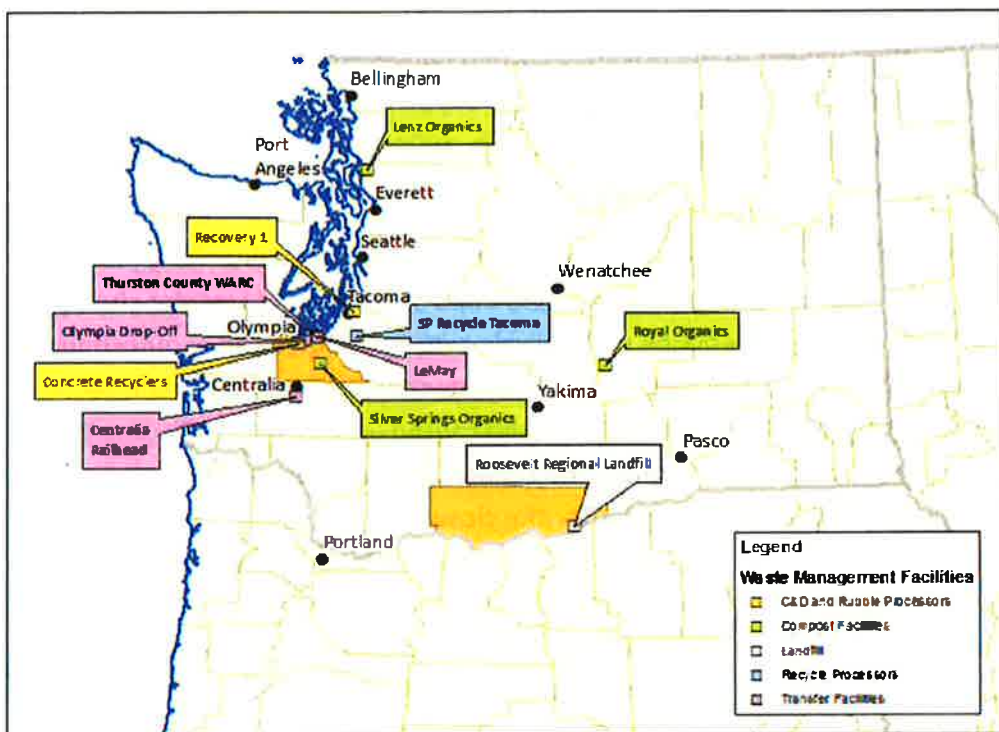 Bellingham
Lenz Organics
Port
Angeles
Everett
Recovery 1
Seattle
Thurston County WARC
Wenatchee
Tacoma
Olympia Drop-Off
Olympia
SP Recycle Tacoma
Royal Organics
Concrete Recyclers
LeMay
Centralia
Silver Springs Organics
Yakima
Centralia
Railhead
Pasco
Roosevelt Regional Landfill
Portland
Legend
Waste Management Facilities
C&D and Rubble Processors
Compost Facilities
Landfill
Recycle Processors
Transfer Facilities